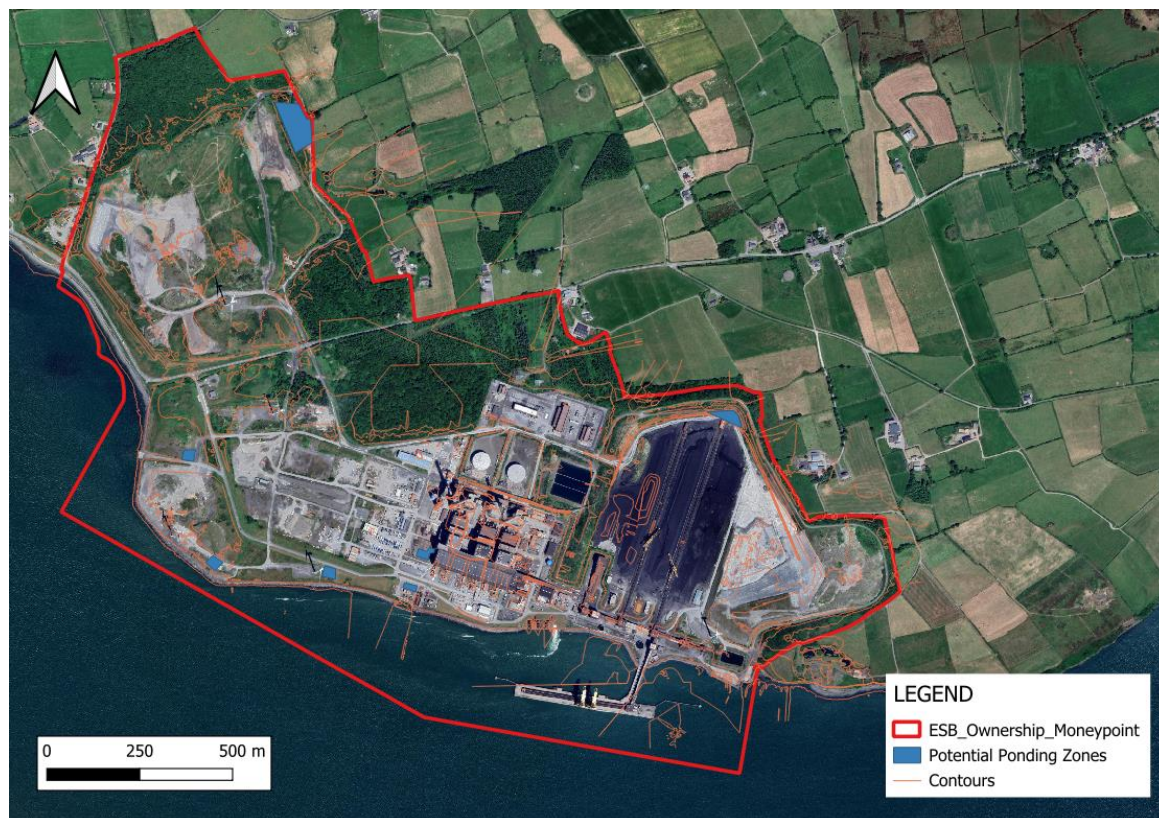 LEGEND
ESB_Ownership_Moneypoint
Potential Ponding Zones
Contours
0 250 500 m